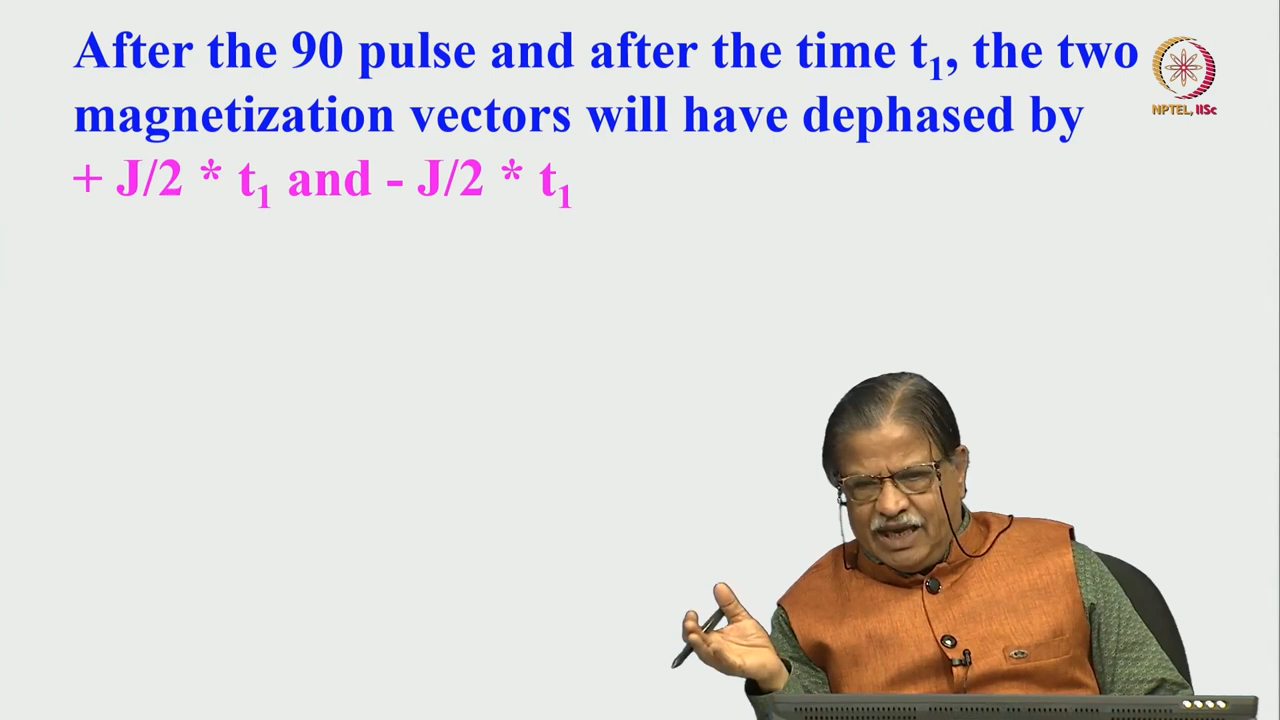 After the 90 pulse and after the time t₁, the two
magnetization vectors will have dephased by
+ J/2 * t₁ and - J/2 * t₁
NPTEL, IISc